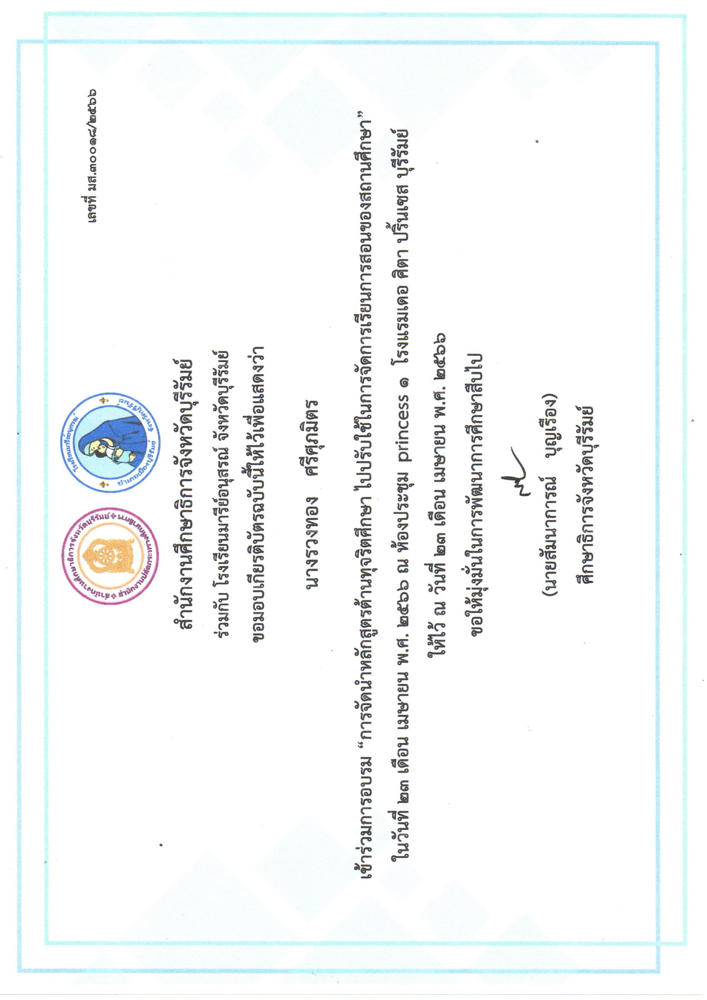 เลขที่ มส.๓๐๐๑๘/๒๕๖๖
สำนักงานศึกษาธิการจังหวัดบุรีรัมย์
สำนักงานปลัดกระทรวงศึกษาธิการ
โรงเรียนมารีย์อนุสรณ์
อำเภอเมืองบุรีรัมย์ จังหวัดบุรีรัมย์
สำนักงานศึกษาธิการจังหวัดบุรีรัมย์
ร่วมกับ โรงเรียนมารีย์อนุสรณ์ จังหวัดบุรีรัมย์
ขอมอบเกียรติบัตรฉบับนี้ให้ไว้เพื่อแสดงว่า
นางรวงทอง ศรีศุภมิตร
เข้าร่วมการอบรม “การจัดนำหลักสูตรต้านทุจริตศึกษา ไปปรับใช้ในการจัดการเรียนการสอนของสถานศึกษา”
ในวันที่ ๒๓ เดือน เมษายน พ.ศ. ๒๕๖๖ ณ ห้องประชุม princess ๑ โรงแรมเดอ ศิตา ปริ้นเซส บุรีรัมย์
ให้ไว้ ณ วันที่ ๒๓ เดือน เมษายน พ.ศ. ๒๕๖๖
ขอให้มุ่งมั่นในการพัฒนาการศึกษาสืบไป
(นายสัมนาการณ์ บุญเรือง)
ศึกษาธิการจังหวัดบุรีรัมย์